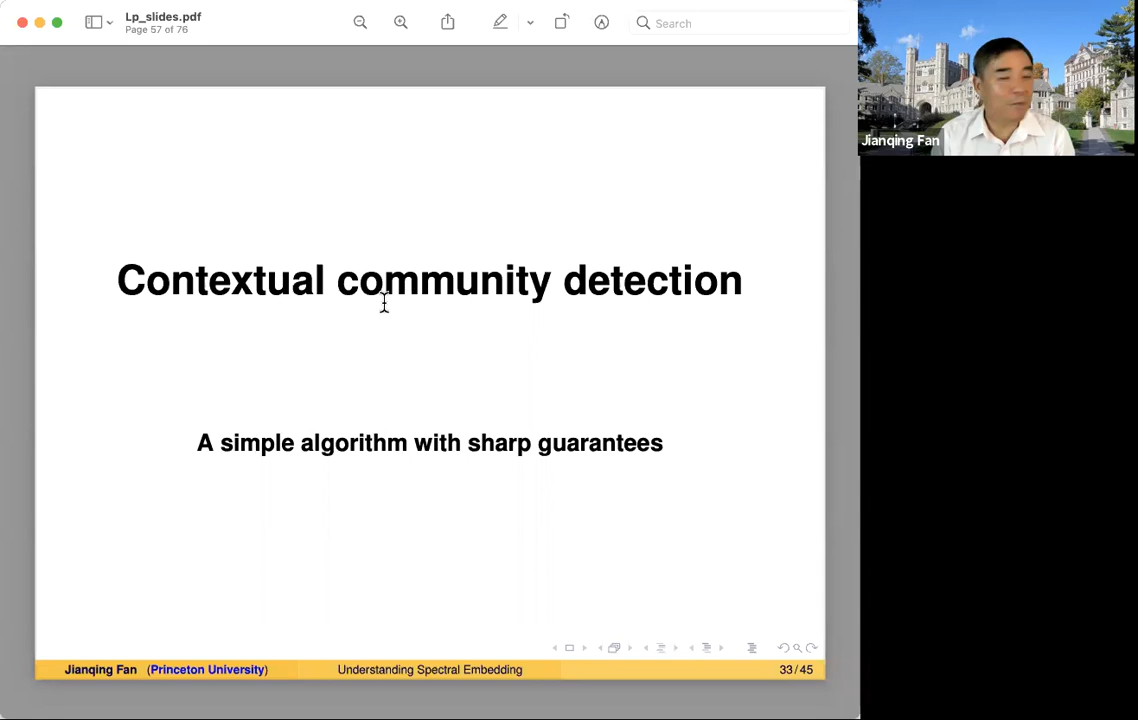 Lp_slides.pdf
Page 57 of 76
Search
Jianqing Fan
Contextual community detection
A simple algorithm with sharp guarantees
Jianqing Fan (Princeton University) Understanding Spectral Embedding 33/45